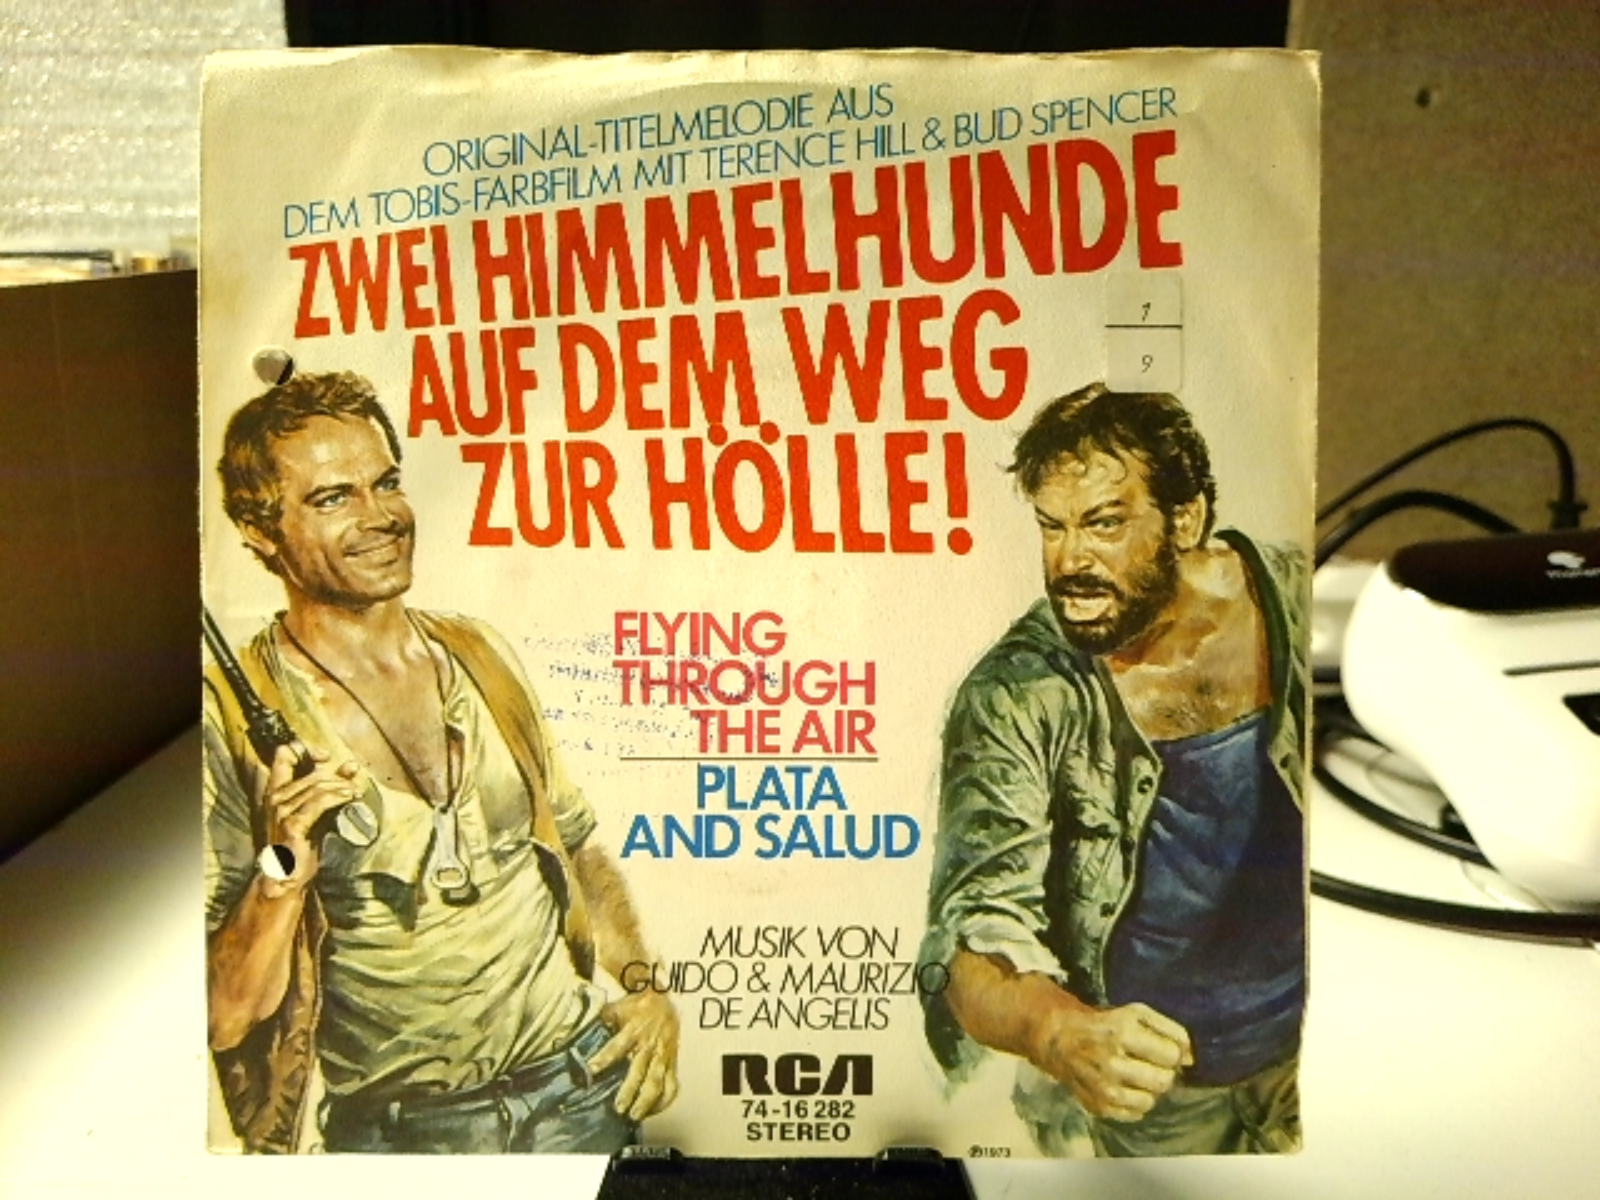 ORIGINAL-TITELMELODIE AUS
DEM TOBIS-FARBFILM MIT TERENCE HILL & BUD SPENCER
ZWEI HIMMELHUNDE
AUF DEM WEG
ZUR HÖLLE!
1
9
FLYING
THROUGH
THE AIR
PLATA
AND SALUD
MUSIK VON
GUIDO & MAURIZIO
DE ANGELIS
RCA
74-16 282
STEREO
℗1973